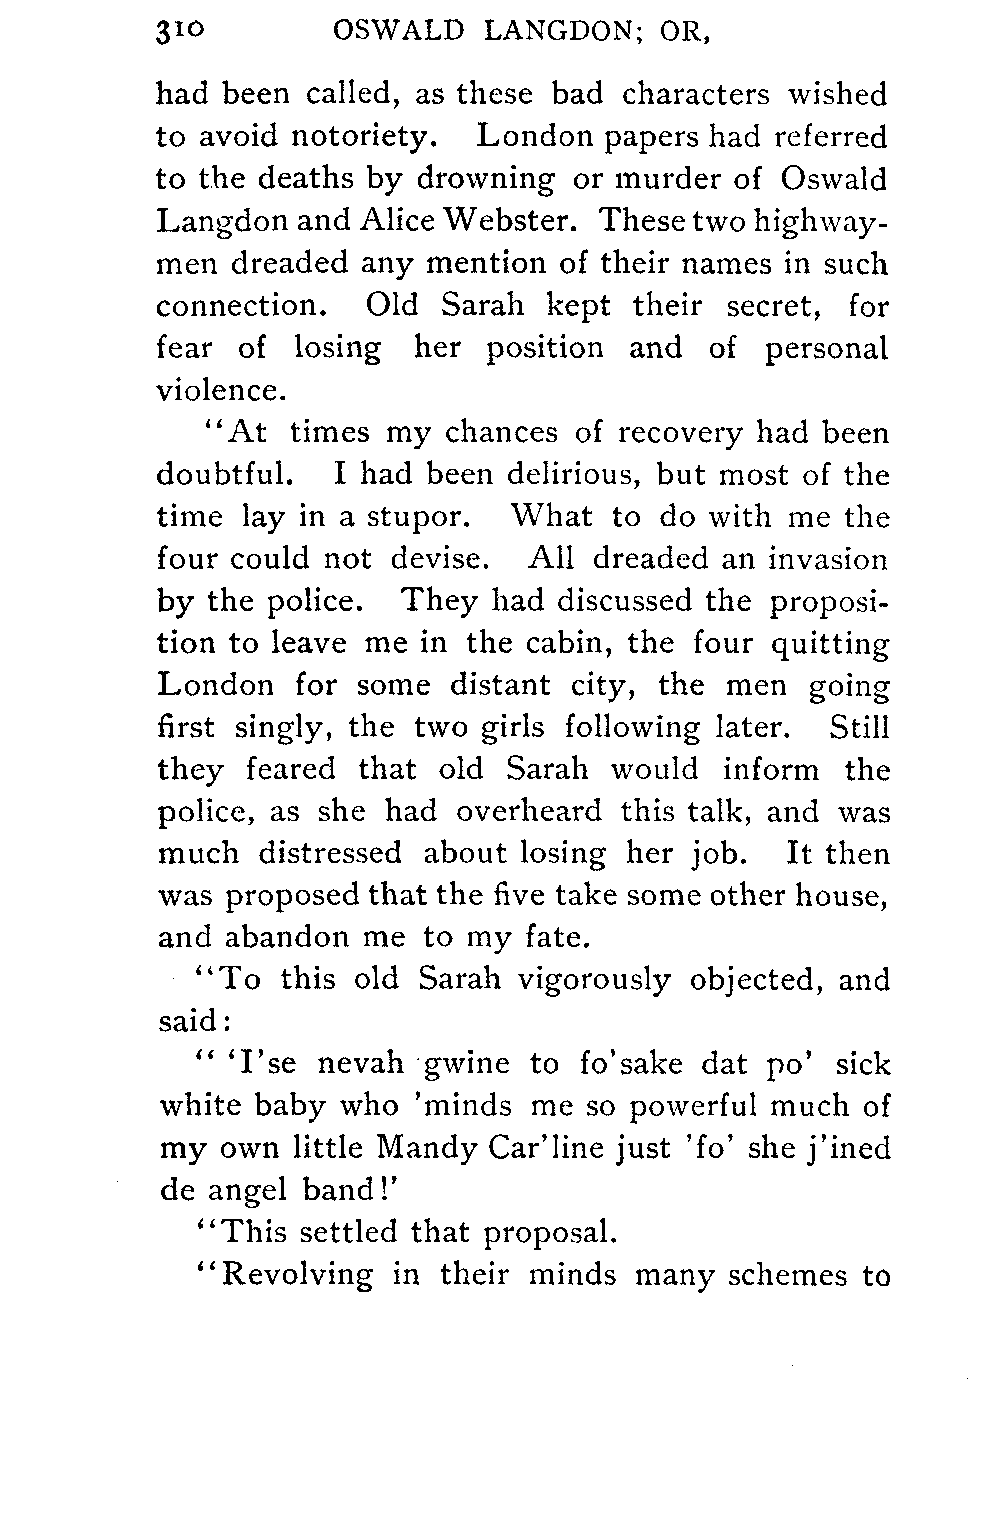 310 OSWALD LANGDON; OR,
had been called, as these bad characters wished
to avoid notoriety. London papers had referred
to the deaths by drowning or murder of Oswald
Langdon and Alice Webster. These two highway-
men dreaded any mention of their names in such
connection. Old Sarah kept their secret, for
fear of losing her position and of personal
violence.
“At times my chances of recovery had been
doubtful. I had been delirious, but most of the
time lay in a stupor. What to do with me the
four could not devise. All dreaded an invasion
by the police. They had discussed the proposi-
tion to leave me in the cabin, the four quitting
London for some distant city, the men going
first singly, the two girls following later. Still
they feared that old Sarah would inform the
police, as she had overheard this talk, and was
much distressed about losing her job. It then
was proposed that the five take some other house,
and abandon me to my fate.
“To this old Sarah vigorously objected, and
said:
“ ‘I’se nevah gwine to fo’sake dat po’ sick
white baby who ’minds me so powerful much of
my own little Mandy Car’line just ’fo’ she j’ined
de angel band!’
“This settled that proposal.
“Revolving in their minds many schemes to